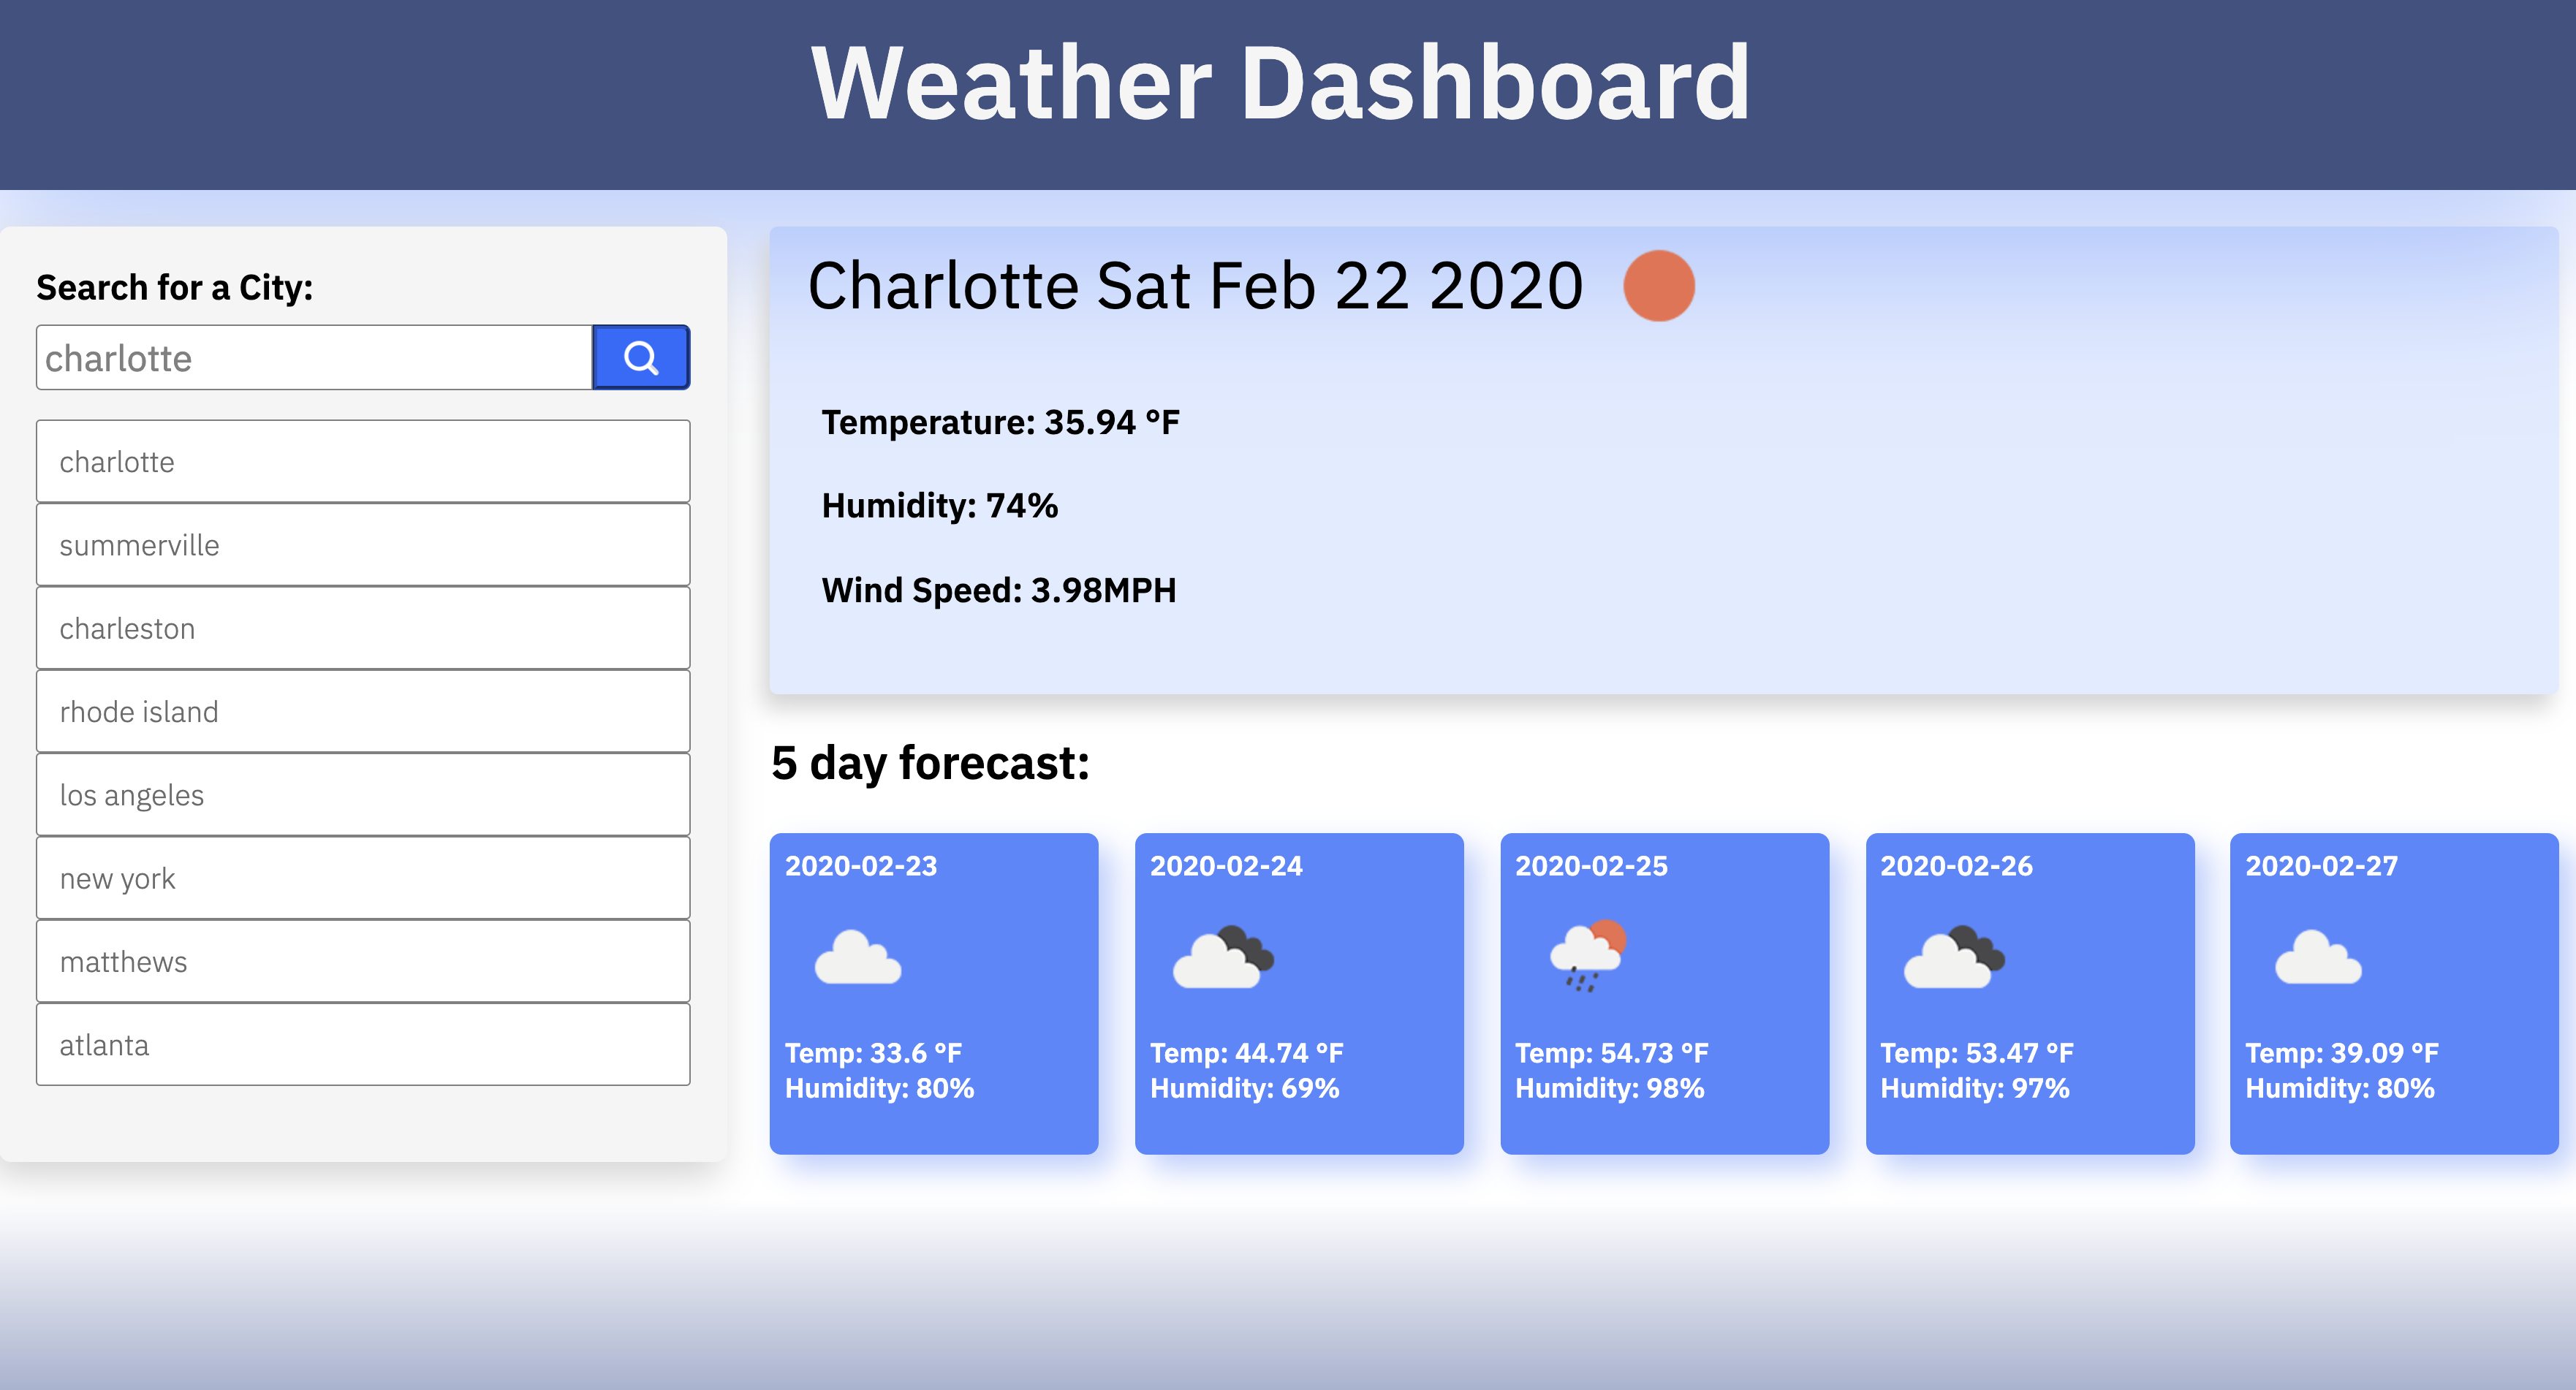 Weather Dashboard
Search for a City:
charlotte
charlotte
summerville
charleston
rhode island
los angeles
new york
matthews
atlanta
Charlotte Sat Feb 22 2020
Temperature: 35.94 °F
Humidity: 74%
Wind Speed: 3.98MPH
5 day forecast:
2020-02-23
Temp: 33.6 °F
Humidity: 80%
2020-02-24
Temp: 44.74 °F
Humidity: 69%
2020-02-25
Temp: 54.73 °F
Humidity: 98%
2020-02-26
Temp: 53.47 °F
Humidity: 97%
2020-02-27
Temp: 39.09 °F
Humidity: 80%